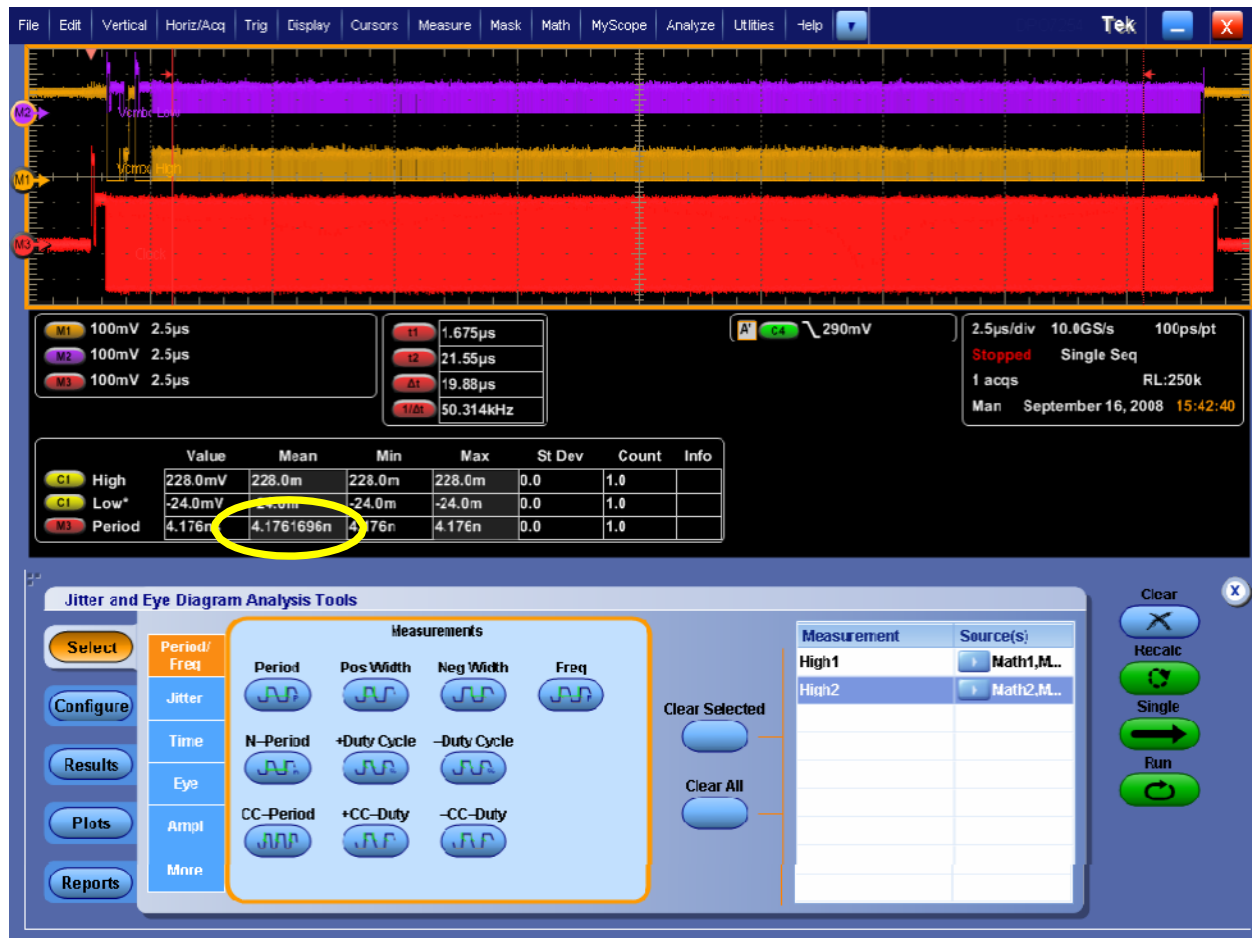 File Edit Vertical Horiz/Acq Trig Display Cursors Measure Mask Math MyScope Analyze Utilities Help Tek X
M2
Vcmbx Low
M1
Vcmbx High
M3
Clock
M1 100mV 2.5µs
M2 100mV 2.5µs
M3 100mV 2.5µs
t1 1.675µs
t2 21.55µs
Δt 19.88µs
1/Δt 50.314kHz
A' C4 290mV
2.5µs/div 10.0GS/s 100ps/pt
Stopped Single Seq
1 acqs RL:250k
Man September 16, 2008 15:42:40
Value Mean Min Max St Dev Count Info
C1 High 228.0mV 228.0m 228.0m 228.0m 0.0 1.0
C1 Low* -24.0mV -24.0m -24.0m -24.0m 0.0 1.0
M3 Period 4.176n 4.1761696n 4.176n 4.176n 0.0 1.0
Jitter and Eye Diagram Analysis Tools
x
Select
Configure
Results
Plots
Reports
Period/
Freq
Jitter
Time
Eye
Ampl
More
Measurements
Period Pos Width Neg Width Freq
N–Period +Duty Cycle –Duty Cycle
CC–Period +CC–Duty –CC–Duty
Clear Selected
Clear All
Measurement Source(s)
High1 Math1,M...
High2 Math2,M...
Clear
Recalc
Single
Run